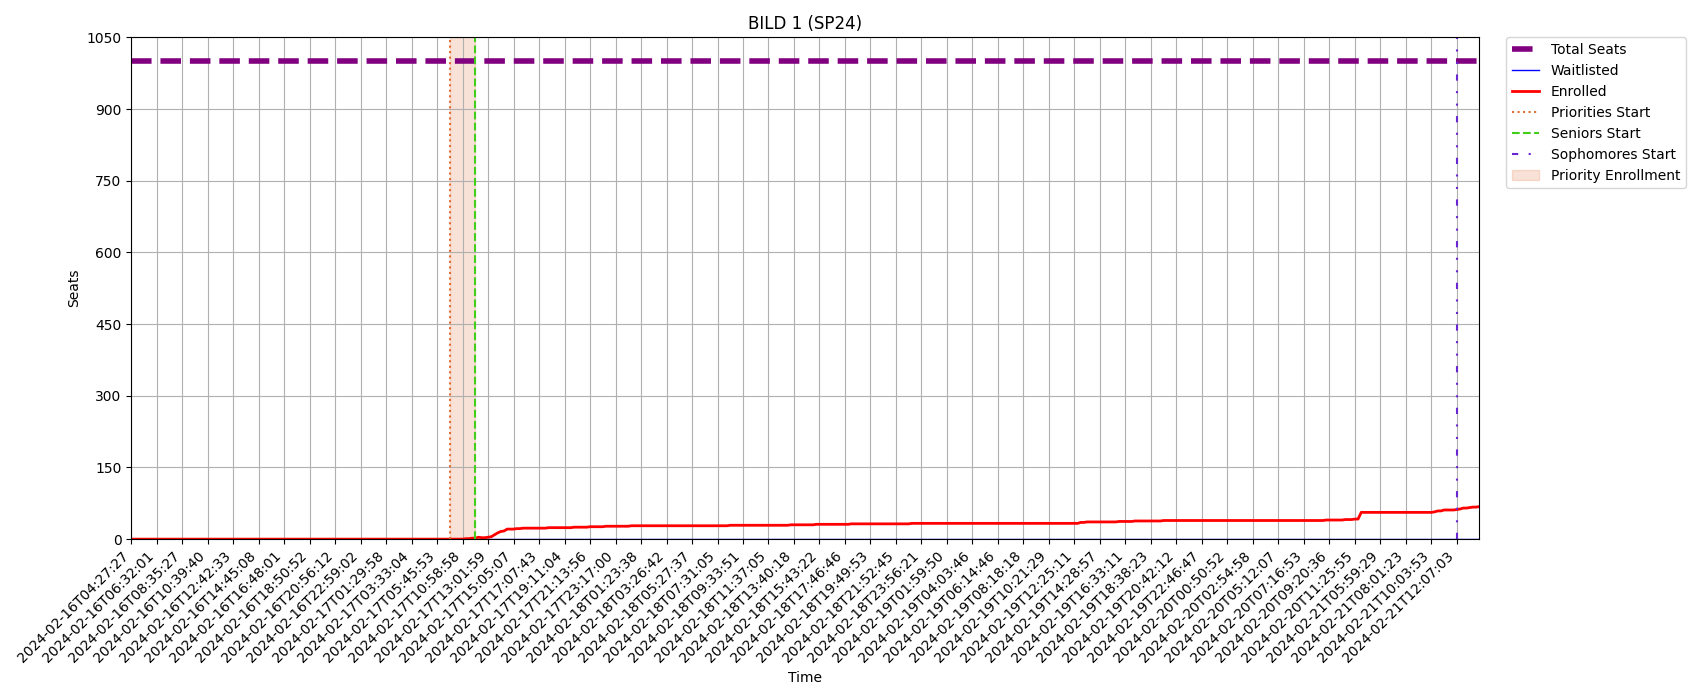 BILD 1 (SP24)
1050
900
750
600
450
300
150
0
Seats
2024-02-16T04:27:27
2024-02-16T06:32:01
2024-02-16T08:35:27
2024-02-16T10:39:40
2024-02-16T12:42:33
2024-02-16T14:45:08
2024-02-16T16:48:01
2024-02-16T18:50:52
2024-02-16T20:56:12
2024-02-16T22:59:02
2024-02-17T01:29:58
2024-02-17T03:33:04
2024-02-17T05:45:53
2024-02-17T10:58:58
2024-02-17T13:01:59
2024-02-17T15:05:07
2024-02-17T17:07:43
2024-02-17T19:11:04
2024-02-17T21:13:56
2024-02-17T23:17:00
2024-02-18T01:23:38
2024-02-18T03:26:42
2024-02-18T05:27:37
2024-02-18T07:31:05
2024-02-18T09:33:51
2024-02-18T11:37:05
2024-02-18T13:40:18
2024-02-18T15:43:22
2024-02-18T17:46:46
2024-02-18T19:49:53
2024-02-18T21:52:45
2024-02-18T23:56:21
2024-02-19T01:59:50
2024-02-19T04:03:46
2024-02-19T06:14:46
2024-02-19T08:18:18
2024-02-19T10:21:29
2024-02-19T12:25:11
2024-02-19T14:28:57
2024-02-19T16:33:11
2024-02-19T18:38:23
2024-02-19T20:42:12
2024-02-19T22:46:47
2024-02-20T00:50:52
2024-02-20T02:54:58
2024-02-20T05:12:07
2024-02-20T07:16:53
2024-02-20T09:20:36
2024-02-20T11:25:55
2024-02-21T05:59:29
2024-02-21T08:01:23
2024-02-21T10:03:53
2024-02-21T12:07:03
Time
Total Seats
Waitlisted
Enrolled
Priorities Start
Seniors Start
Sophomores Start
Priority Enrollment